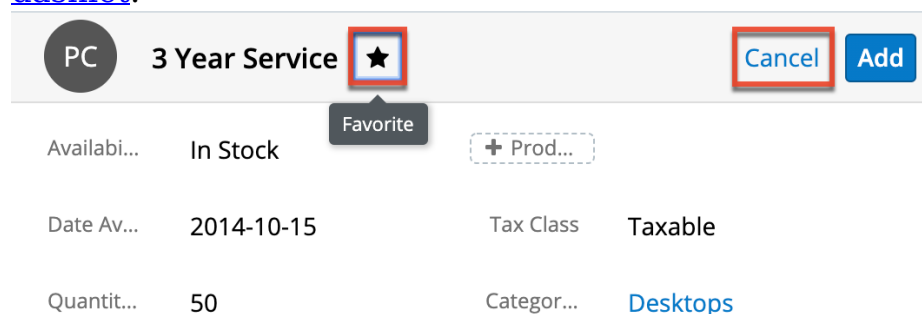 PC 3 Year Service Cancel Add
Favorite
Availabi... In Stock + Prod...
Date Av... 2014-10-15 Tax Class Taxable
Quantit... 50 Categor... Desktops